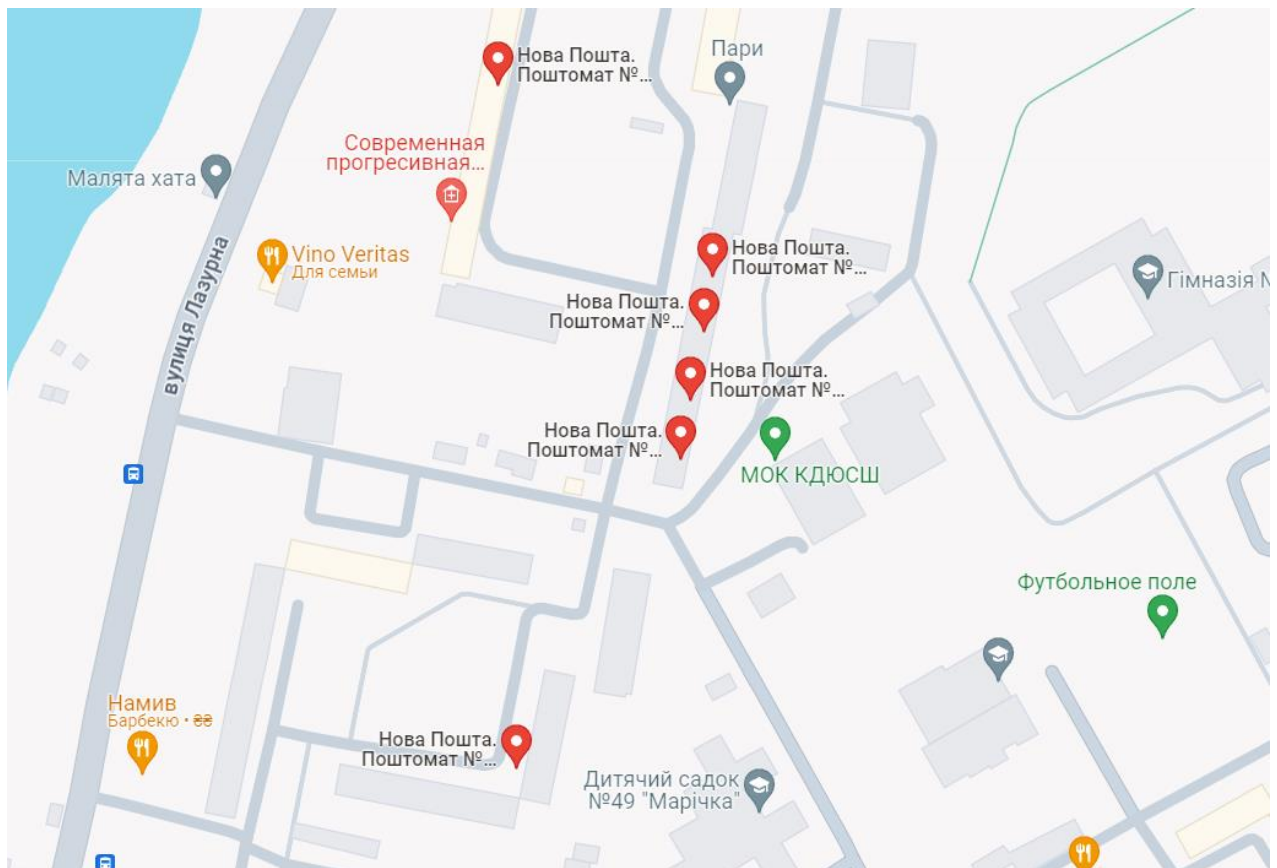 Нова Пошта.
Поштомат №...
Пари
Современная
прогресивная...
Малята хата
вулиця Лазурна
Vino Veritas
Для семьи
Нова Пошта.
Поштомат №...
Гімназія N
Нова Пошта.
Поштомат №...
Нова Пошта.
Поштомат №...
Нова Пошта.
Поштомат №...
МОК КДЮСШ
Футбольное поле
Намив
Барбекю · ₴₴
Нова Пошта.
Поштомат №...
Дитячий садок
№49 "Марічка"